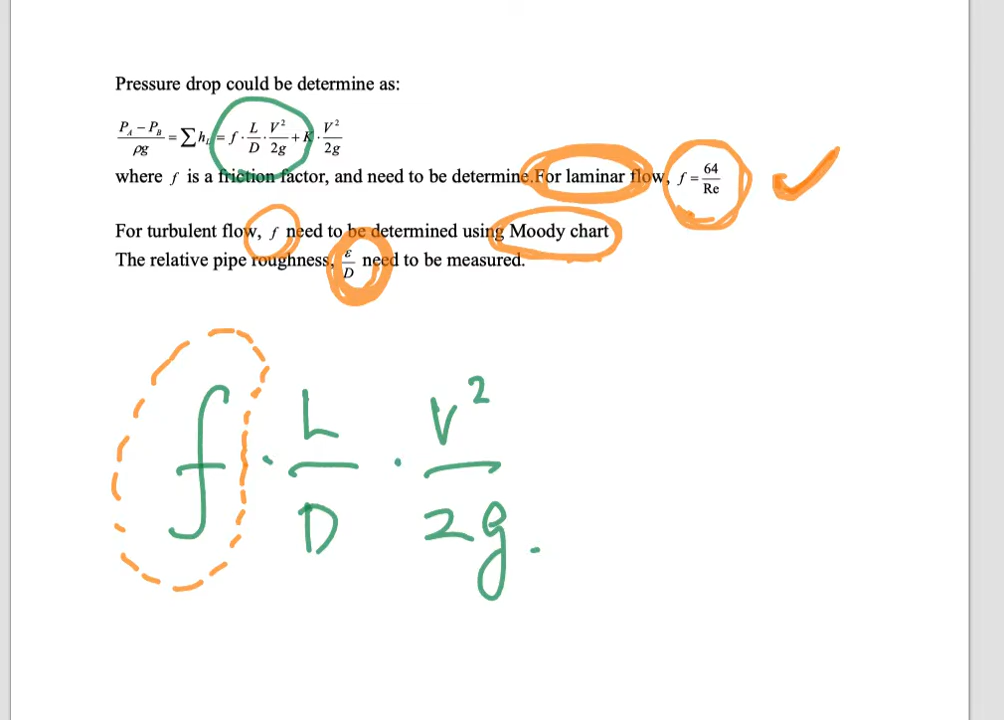 Pressure drop could be determine as:
(P_A − P_B)/ρg = ∑h_L = f · L/D · V²/2g + K · V²/2g
where f is a friction factor, and need to be determine.For laminar flow, f = 64/Re
For turbulent flow, f need to be determined using Moody chart
The relative pipe roughness, ε/D need to be measured.
f · L/D · V²/2g .